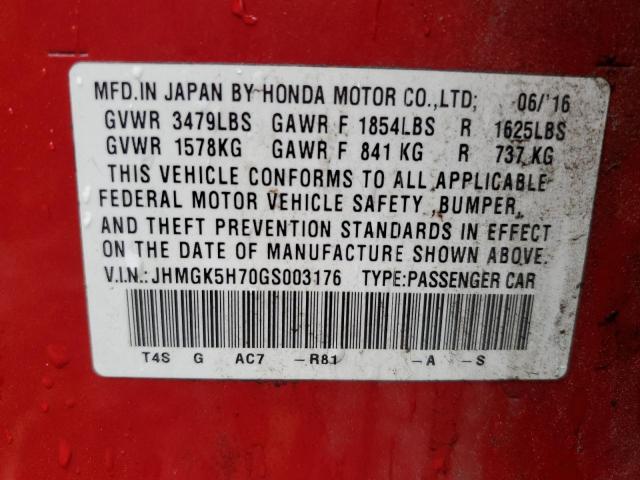 MFD.IN JAPAN BY HONDA MOTOR CO.,LTD; 06/'16
GVWR 3479LBS GAWR F 1854LBS R 1625LBS
GVWR 1578KG GAWR F 841 KG R 737 KG
THIS VEHICLE CONFORMS TO ALL APPLICABLE
FEDERAL MOTOR VEHICLE SAFETY ,BUMPER,
AND THEFT PREVENTION STANDARDS IN EFFECT
ON THE DATE OF MANUFACTURE SHOWN ABOVE.
V.I.N.: JHMGK5H70GS003176 TYPE:PASSENGER CAR
T4S G AC7 -R81 -A -S